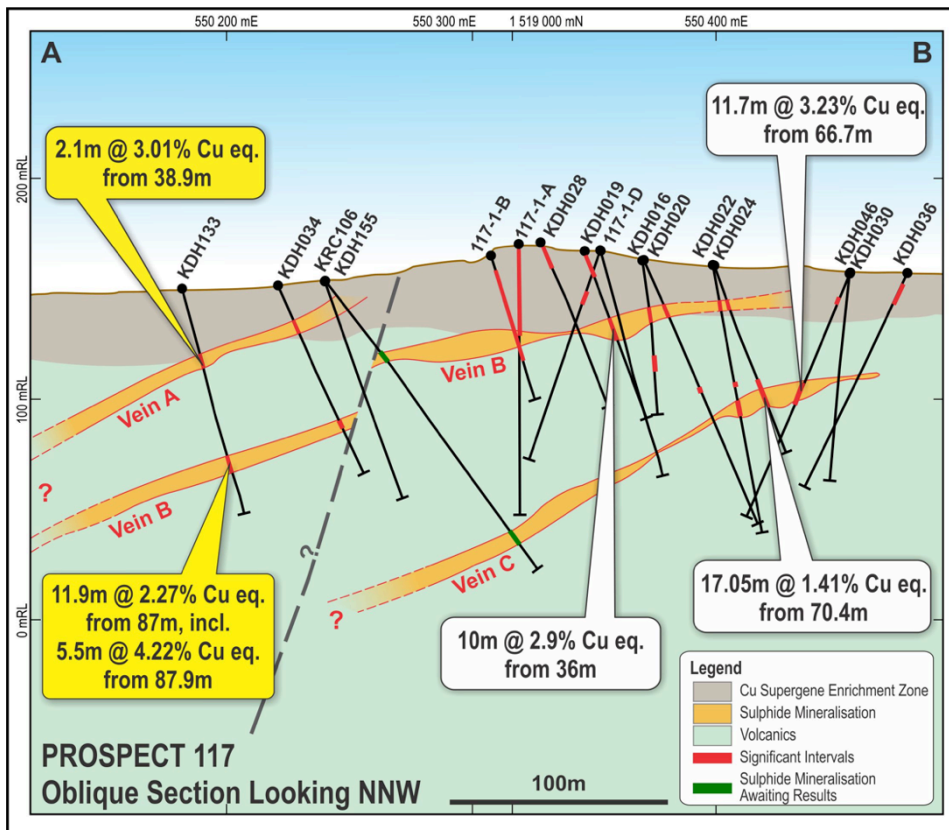 550 200 mE
550 300 mE
1 519 000 mN
550 400 mE
A
B
200 mRL
100 mRL
0 mRL
2.1m @ 3.01% Cu eq.
from 38.9m
11.7m @ 3.23% Cu eq.
from 66.7m
KDH133
KDH034
KRC106
KDH155
117-1-B
117-1-A
KDH028
KDH019
117-1-D
KDH016
KDH020
KDH022
KDH024
KDH046
KDH030
KDH036
Vein A
Vein B
Vein B
Vein C
?
?
?
11.9m @ 2.27% Cu eq.
from 87m, incl.
5.5m @ 4.22% Cu eq.
from 87.9m
10m @ 2.9% Cu eq.
from 36m
17.05m @ 1.41% Cu eq.
from 70.4m
Legend
Cu Supergene Enrichment Zone
Sulphide Mineralisation
Volcanics
Significant Intervals
Sulphide Mineralisation
Awaiting Results
PROSPECT 117
Oblique Section Looking NNW
100m